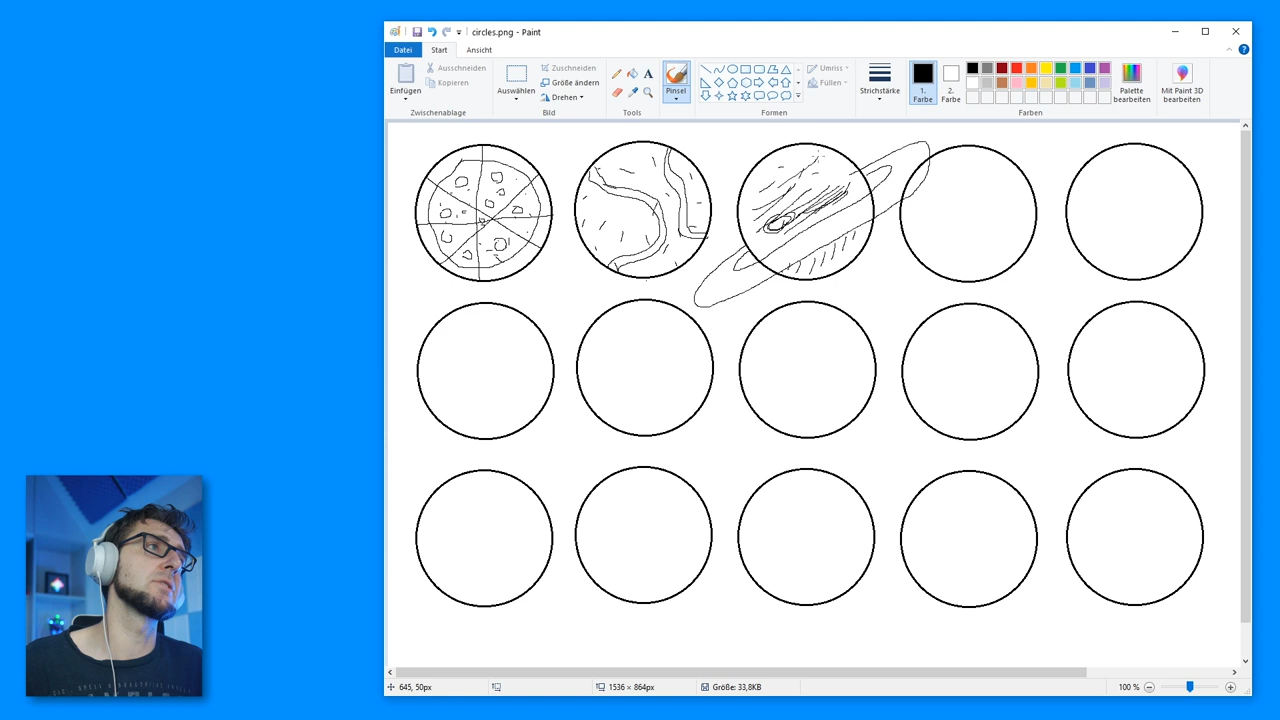 circles.png - Paint
Datei Start Ansicht
Einfügen
Ausschneiden
Kopieren
Zwischenablage
Auswählen
Zuschneiden
Größe ändern
Drehen
Bild
A
Tools
Pinsel
Formen
Umriss
Füllen
Strichstärke
1. Farbe
2. Farbe
Palette bearbeiten
Farben
Mit Paint 3D bearbeiten
645, 50px
1536 × 864px
Größe: 33,8KB
100 %